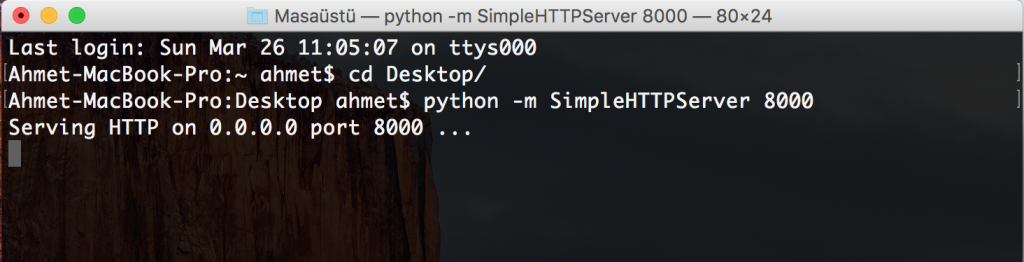 Masaüstü — python -m SimpleHTTPServer 8000 — 80×24
Last login: Sun Mar 26 11:05:07 on ttys000
[Ahmet-MacBook-Pro:~ ahmet$ cd Desktop/ ]
[Ahmet-MacBook-Pro:Desktop ahmet$ python -m SimpleHTTPServer 8000 ]
Serving HTTP on 0.0.0.0 port 8000 ...